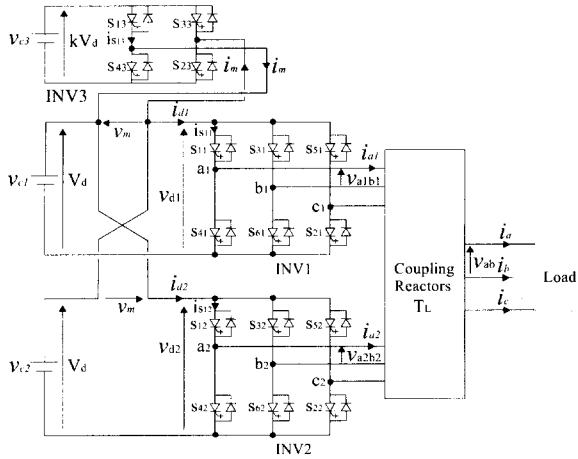 S13 S33
vc3 kVd iS13 im im
S43 S23
INV3
vm id1 iS11
S11 S31 S51
a1 ia1
vc1 Vd vd1 b1 va1b1
c1
S41 S61 S21
INV1
Coupling Reactors TL
ia
vab ib Load
ic
vm id2 iS12
S12 S32 S52
a2 ia2
vc2 Vd vd2 b2 va2b2
c2
S42 S62 S22
INV2